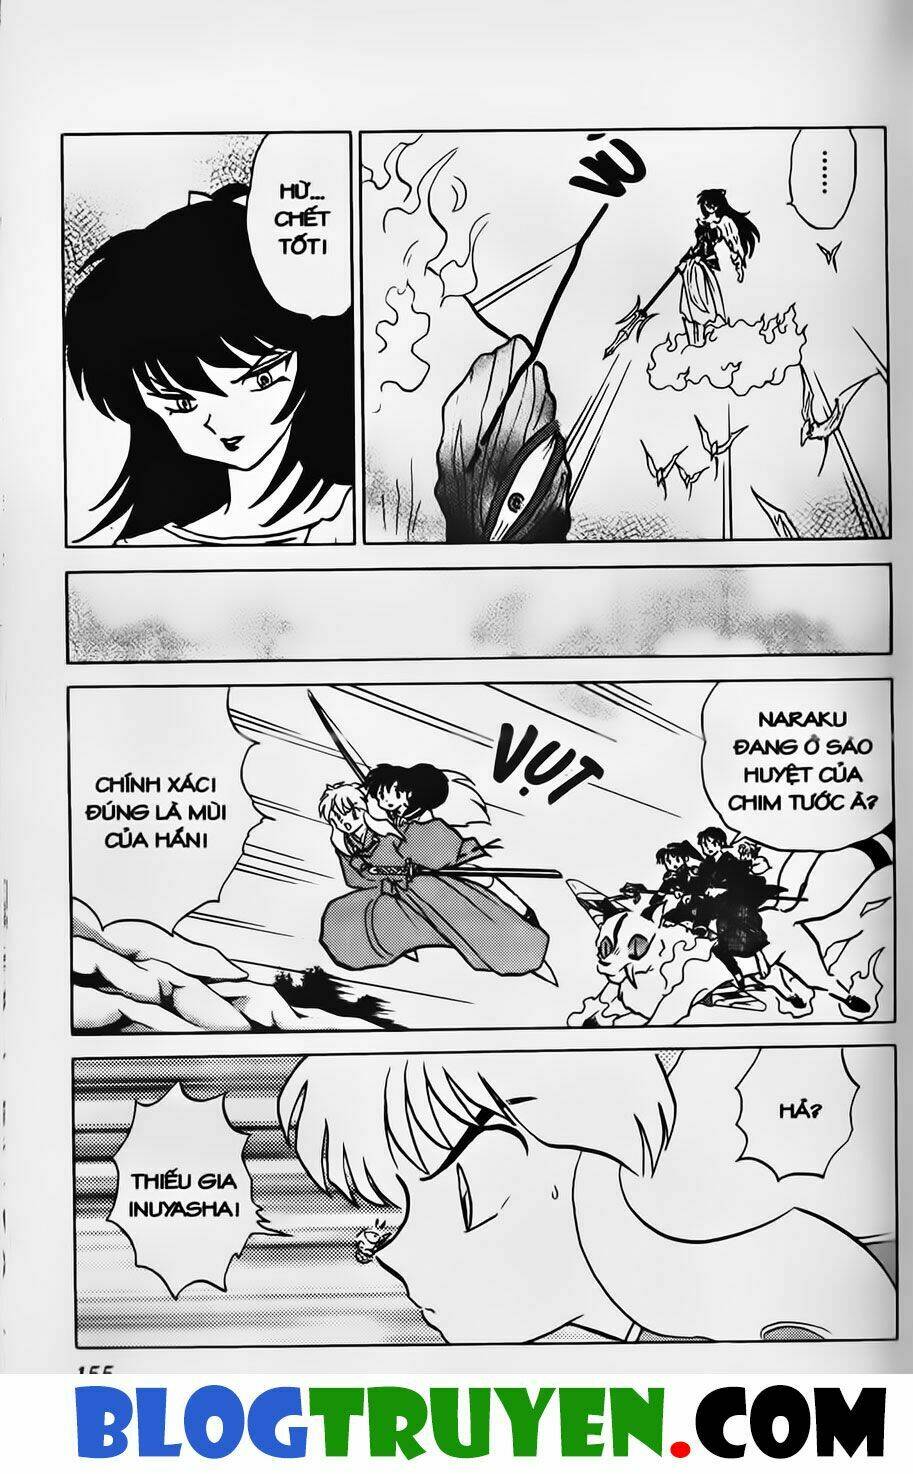 HỪ...
CHẾT
TỐT!
VÙ
......
NARAKU
ĐANG Ở SÀO
HUYỆT CỦA
CHIM TƯỚC À?
VỤT
CHÍNH XÁC!
ĐÚNG LÀ MÙI
CỦA HẮN!
HẢ?
THIẾU GIA
INUYASHA!
155
BLOGTRUYEN.COM